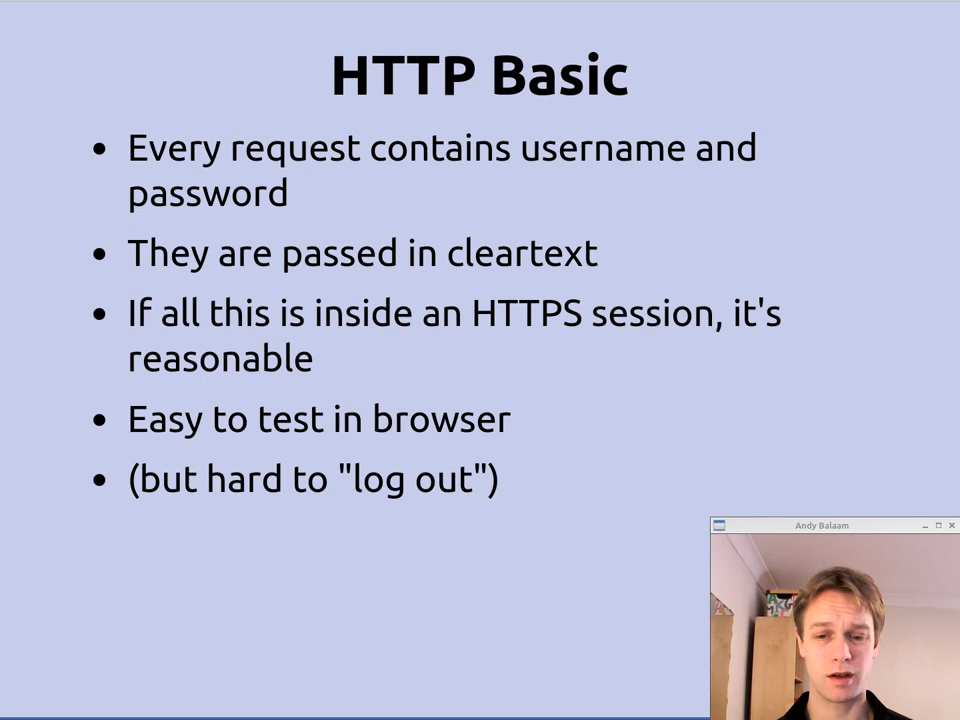 HTTP Basic
• Every request contains username and
password
• They are passed in cleartext
• If all this is inside an HTTPS session, it's
reasonable
• Easy to test in browser
• (but hard to "log out")
Andy Balaam